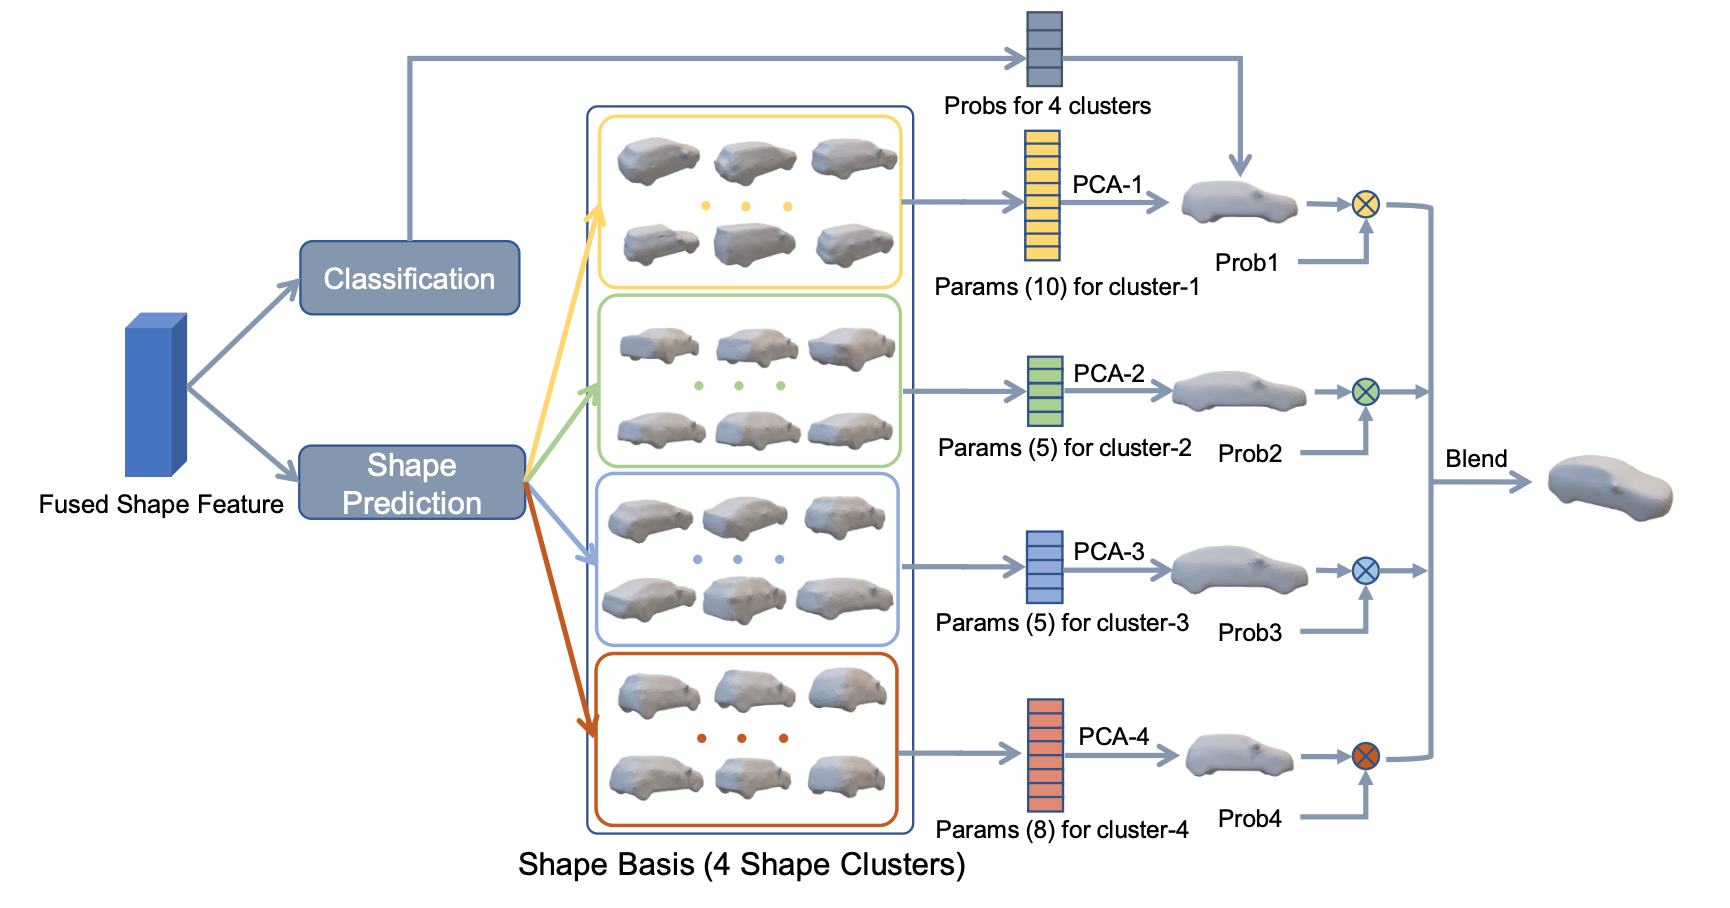 Probs for 4 clusters
PCA-1
Classification
Prob1
Params (10) for cluster-1
PCA-2
Params (5) for cluster-2
Prob2
Shape
Prediction
Blend
Fused Shape Feature
PCA-3
Params (5) for cluster-3
Prob3
PCA-4
Prob4
Params (8) for cluster-4
Shape Basis (4 Shape Clusters)